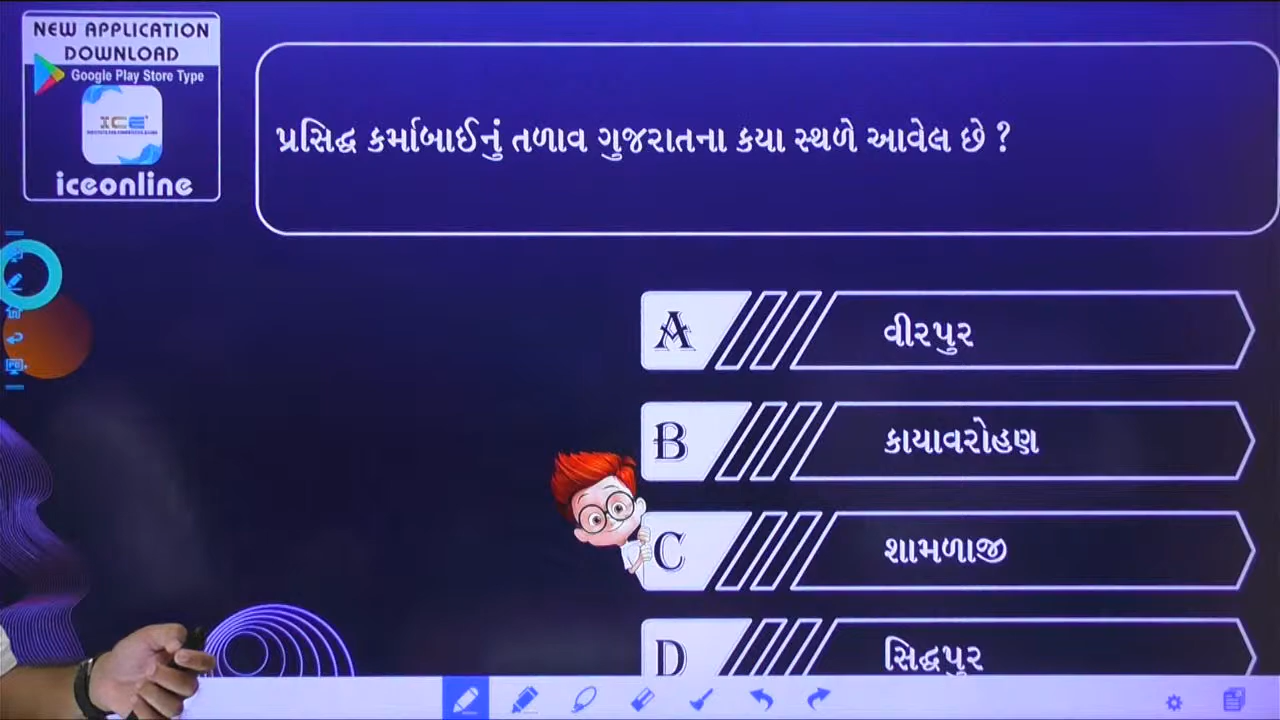 NEW APPLICATION
DOWNLOAD
Google Play Store Type
ICE
iceonline
પ્રસિદ્ધ કર્માબાઈનું તળાવ ગુજરાતના કયા સ્થળે આવેલ છે ?
A વીરપુર
B કાયાવરોહણ
C શામળાજી
D સિદ્ધપુર